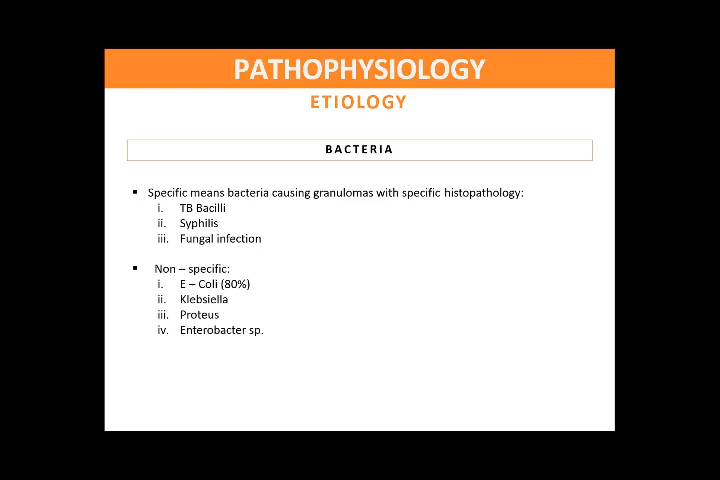 PATHOPHYSIOLOGY
ETIOLOGY
BACTERIA
▪ Specific means bacteria causing granulomas with specific histopathology:
i. TB Bacilli
ii. Syphilis
iii. Fungal infection
▪ Non – specific:
i. E – Coli (80%)
ii. Klebsiella
iii. Proteus
iv. Enterobacter sp.